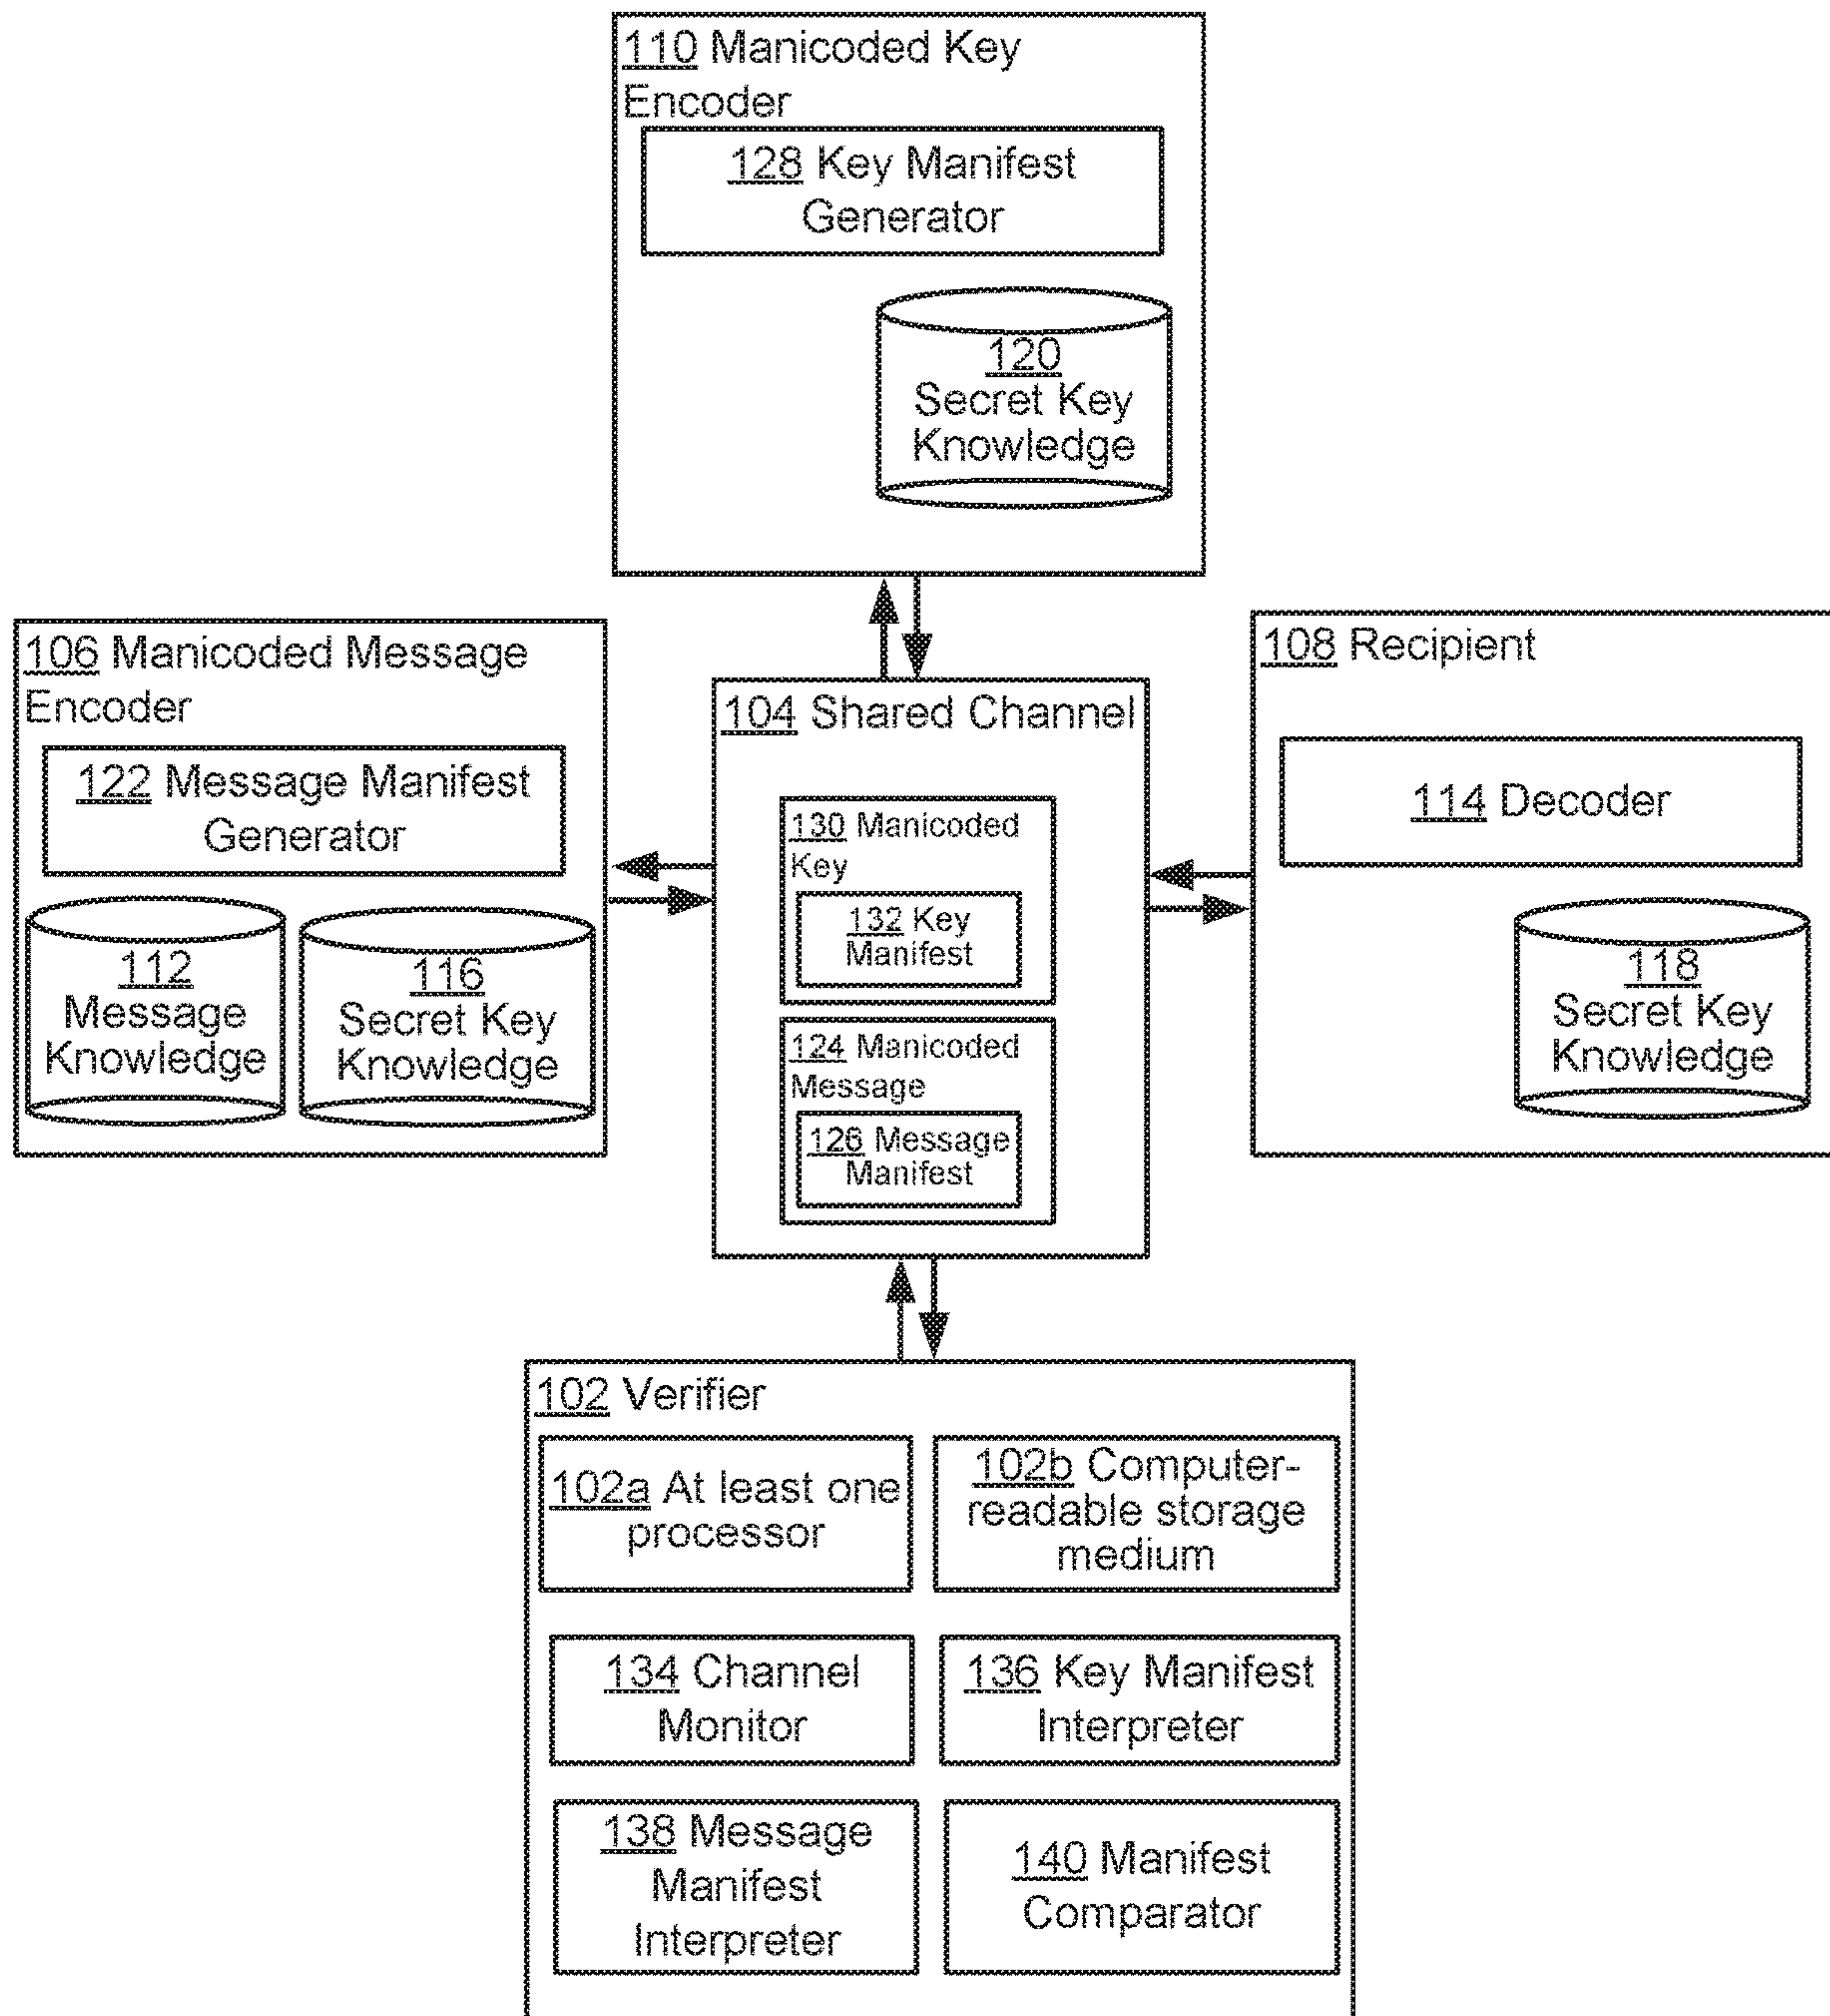 110 Manicoded Key
Encoder
128 Key Manifest
Generator
120
Secret Key
Knowledge
106 Manicoded Message
Encoder
122 Message Manifest
Generator
112
Message
Knowledge
116
Secret Key
Knowledge
104 Shared Channel
130 Manicoded
Key
132 Key
Manifest
124 Manicoded
Message
126 Message
Manifest
108 Recipient
114 Decoder
118
Secret Key
Knowledge
102 Verifier
102a At least one
processor
102b Computer-
readable storage
medium
134 Channel
Monitor
136 Key Manifest
Interpreter
138 Message
Manifest
Interpreter
140 Manifest
Comparator